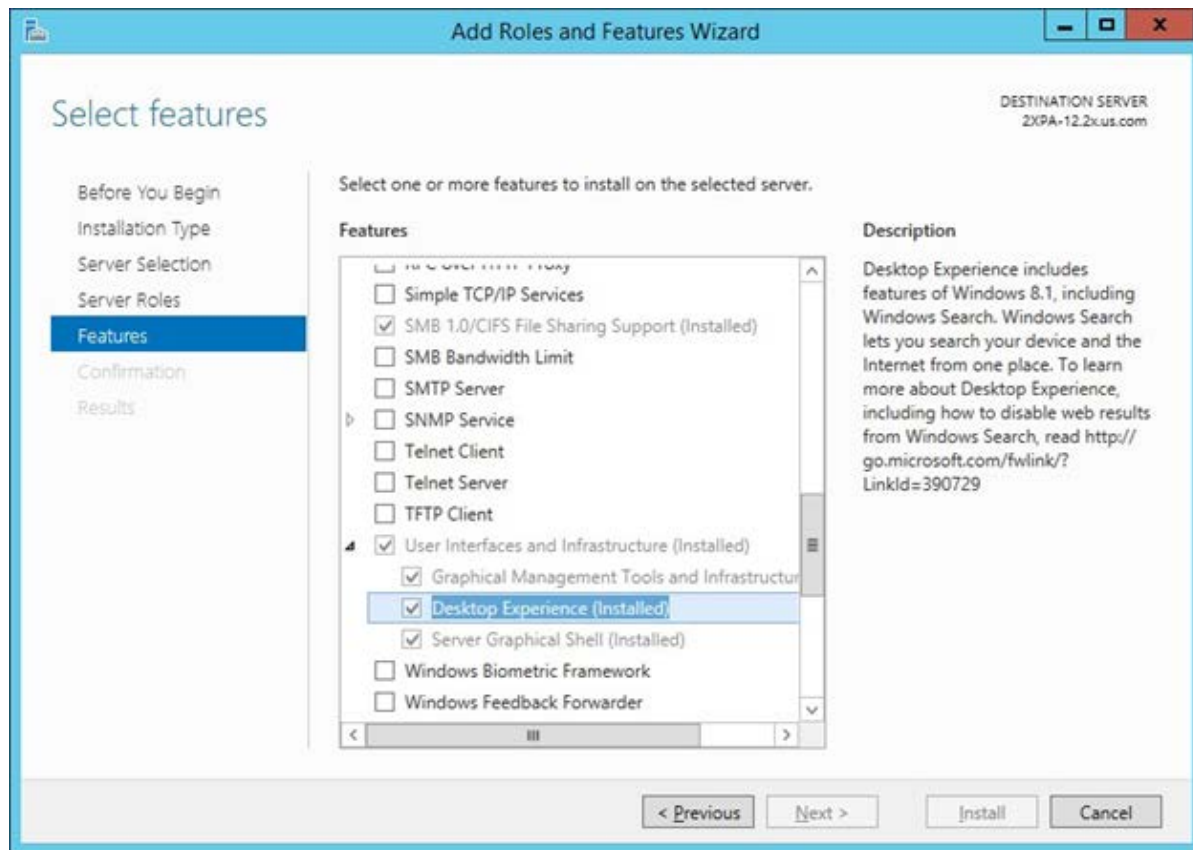 Add Roles and Features Wizard
Select features
DESTINATION SERVER
2XPA-12.2x.us.com
Before You Begin
Installation Type
Server Selection
Server Roles
Features
Confirmation
Results
Select one or more features to install on the selected server.
Features
RPC over HTTP Proxy
Simple TCP/IP Services
SMB 1.0/CIFS File Sharing Support (Installed)
SMB Bandwidth Limit
SMTP Server
SNMP Service
Telnet Client
Telnet Server
TFTP Client
User Interfaces and Infrastructure (Installed)
Graphical Management Tools and Infrastructur
Desktop Experience (Installed)
Server Graphical Shell (Installed)
Windows Biometric Framework
Windows Feedback Forwarder
Description
Desktop Experience includes
features of Windows 8.1, including
Windows Search. Windows Search
lets you search your device and the
Internet from one place. To learn
more about Desktop Experience,
including how to disable web results
from Windows Search, read http://
go.microsoft.com/fwlink/?
LinkId=390729
< Previous
Next >
Install
Cancel